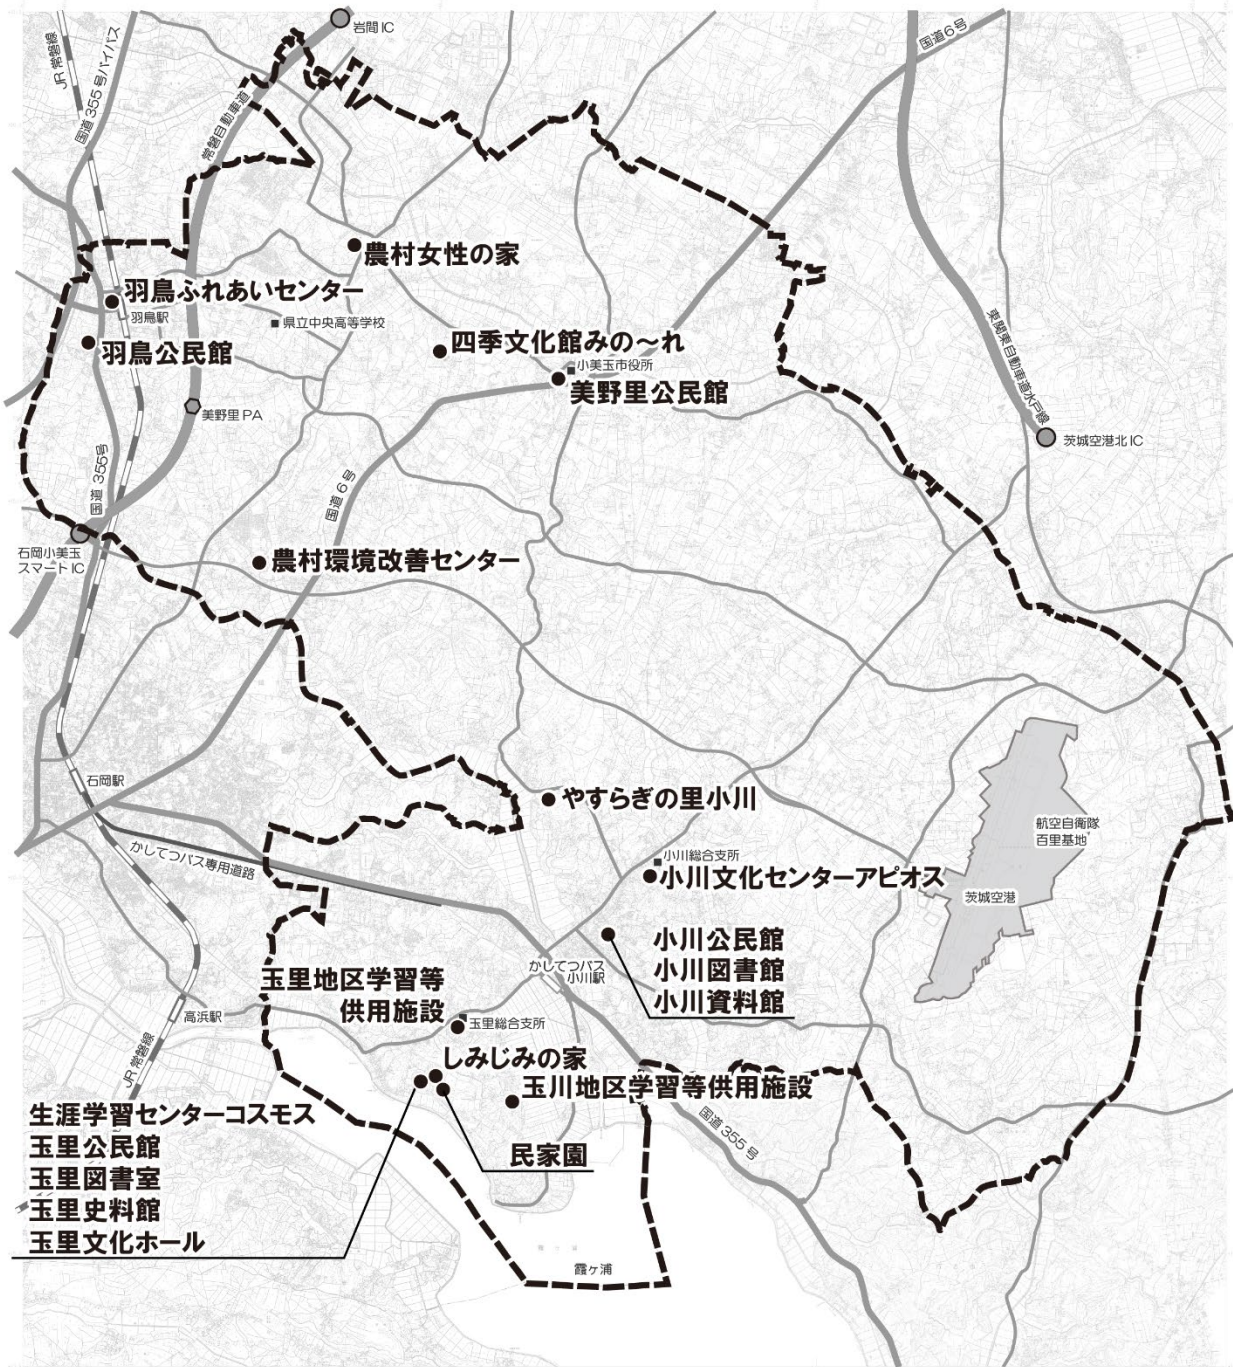 岩間IC
国道6号
JR常磐線
国道355号バイパス
常磐自動車道
農村女性の家
羽鳥ふれあいセンター
羽鳥駅
県立中央高等学校
羽鳥公民館
四季文化館みの～れ
小美玉市役所
美野里公民館
東関東自動車道水戸線
美野里PA
茨城空港北IC
国道355号
国道6号
石岡小美玉
スマートIC
農村環境改善センター
石岡駅
やすらぎの里小川
航空自衛隊
百里基地
かしてつバス専用道路
小川総合支所
小川文化センターアピオス
茨城空港
小川公民館
小川図書館
小川資料館
かしてつバス
小川駅
玉里地区学習等
供用施設
高浜駅
玉里総合支所
JR常磐線
しみじみの家
玉川地区学習等供用施設
国道355号
生涯学習センターコスモス
玉里公民館
玉里図書室
玉里史料館
玉里文化ホール
民家園
霞ヶ浦